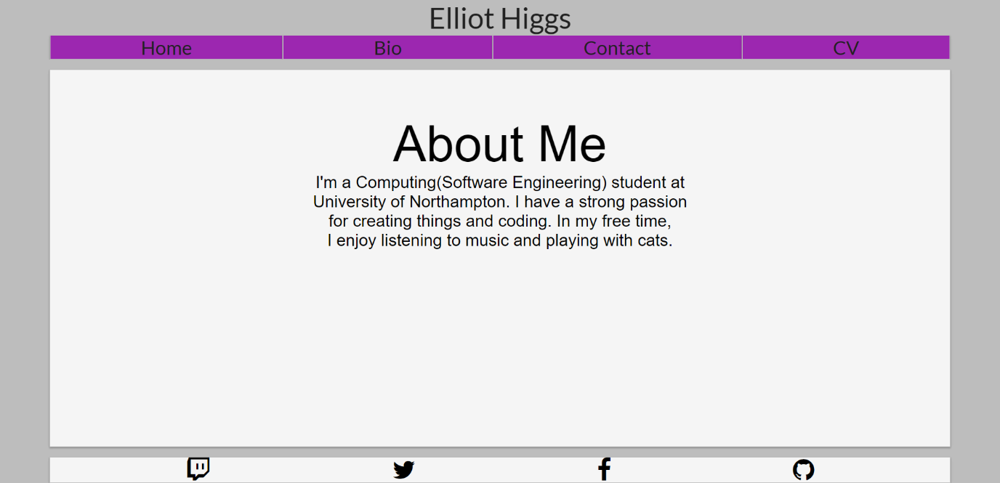 Elliot Higgs
Home Bio Contact CV
About Me
I'm a Computing(Software Engineering) student at
University of Northampton. I have a strong passion
for creating things and coding. In my free time,
I enjoy listening to music and playing with cats.